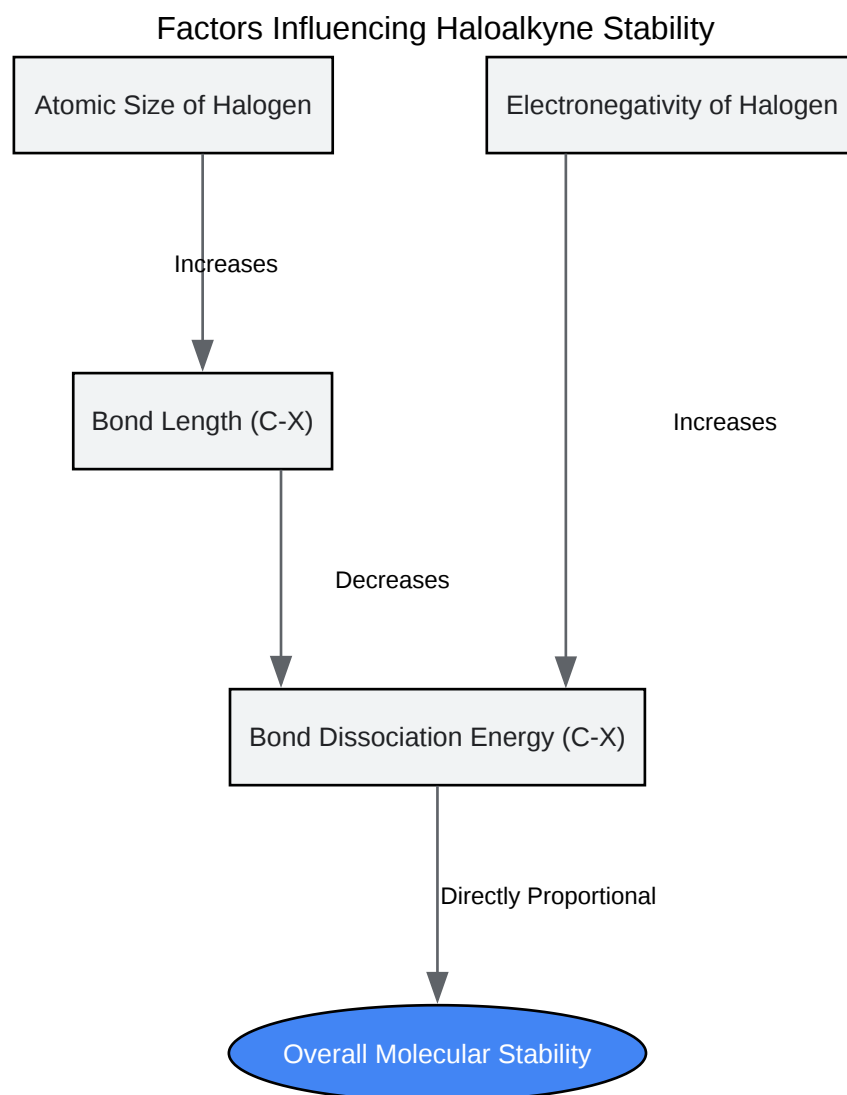 Factors Influencing Haloalkyne Stability
Atomic Size of Halogen
Electronegativity of Halogen
Increases
Bond Length (C-X)
Increases
Decreases
Bond Dissociation Energy (C-X)
Directly Proportional
Overall Molecular Stability